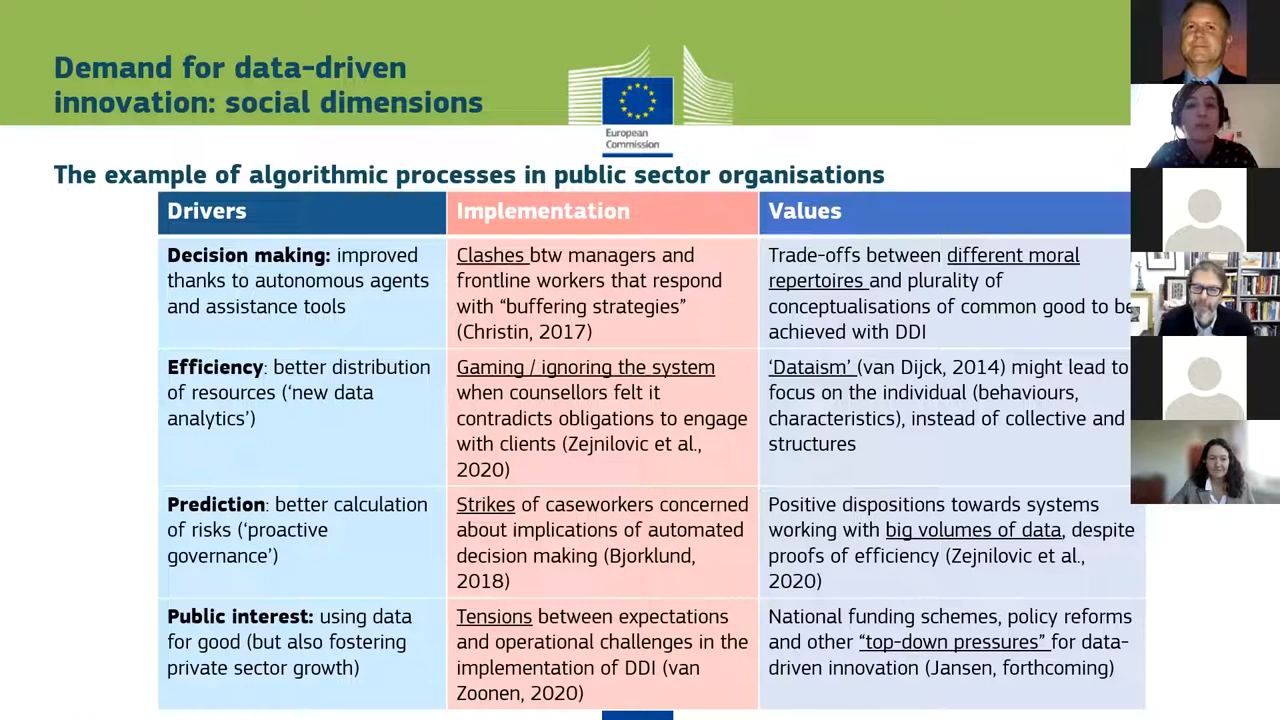 Demand for data-driven
innovation: social dimensions
European
Commission
The example of algorithmic processes in public sector organisations
Drivers
Implementation
Values
Decision making: improved
thanks to autonomous agents
and assistance tools
Clashes btw managers and
frontline workers that respond
with “buffering strategies”
(Christin, 2017)
Trade-offs between different moral
repertoires and plurality of
conceptualisations of common good to be
achieved with DDI
Efficiency: better distribution
of resources (‘new data
analytics’)
Gaming / ignoring the system
when counsellors felt it
contradicts obligations to engage
with clients (Zejnilovic et al.,
2020)
‘Dataism’ (van Dijck, 2014) might lead to
focus on the individual (behaviours,
characteristics), instead of collective and
structures
Prediction: better calculation
of risks (‘proactive
governance’)
Strikes of caseworkers concerned
about implications of automated
decision making (Bjorklund,
2018)
Positive dispositions towards systems
working with big volumes of data, despite
proofs of efficiency (Zejnilovic et al.,
2020)
Public interest: using data
for good (but also fostering
private sector growth)
Tensions between expectations
and operational challenges in the
implementation of DDI (van
Zoonen, 2020)
National funding schemes, policy reforms
and other “top-down pressures” for data-
driven innovation (Jansen, forthcoming)